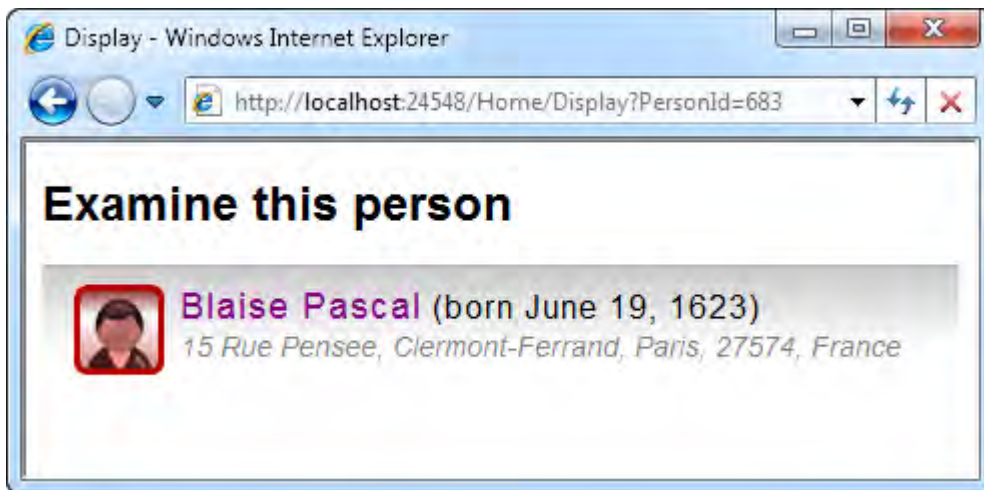 Display - Windows Internet Explorer
http://localhost:24548/Home/Display?PersonId=683
Examine this person
Blaise Pascal (born June 19, 1623)
15 Rue Pensee, Clermont-Ferrand, Paris, 27574, France